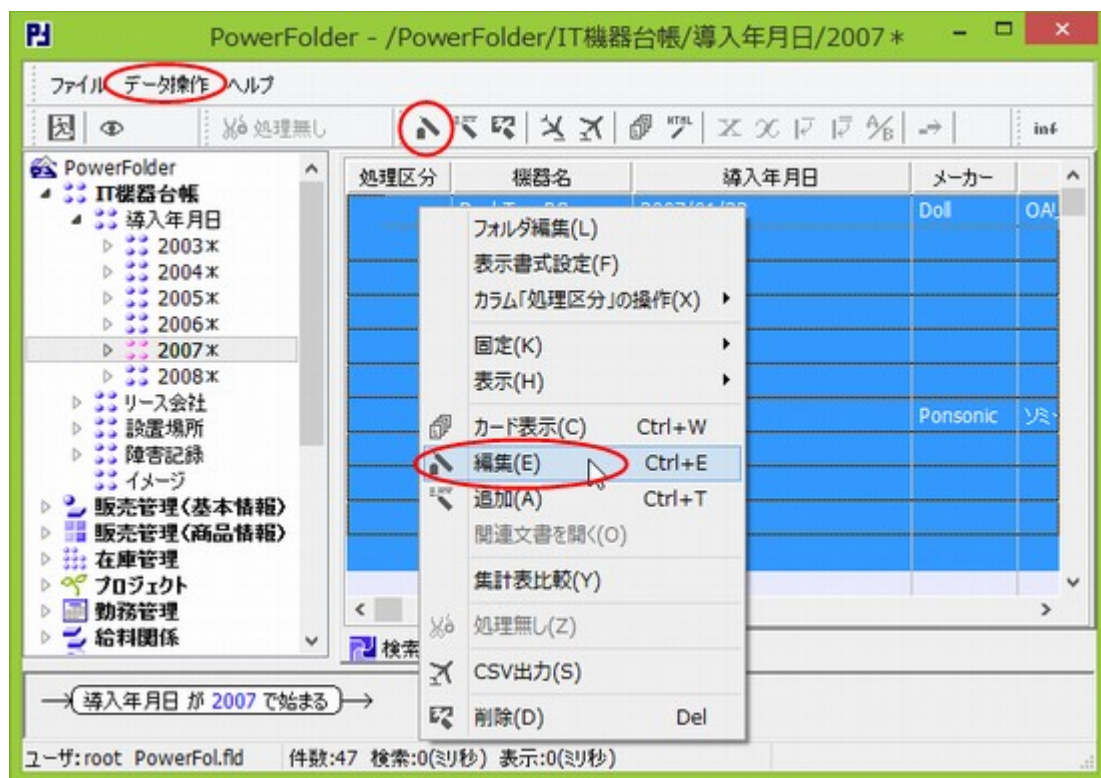 PowerFolder - /PowerFolder/IT機器台帳/導入年月日/2007＊
ファイル データ操作 ヘルプ
処理無し HTML A/B inf
PowerFolder
IT機器台帳
導入年月日
2003＊
2004＊
2005＊
2006＊
2007＊
2008＊
リース会社
設置場所
障害記録
イメージ
販売管理(基本情報)
販売管理(商品情報)
在庫管理
プロジェクト
勤務管理
給料関係
処理区分 機器名 導入年月日 メーカー
Doll
Ponsonic
フォルダ編集(L)
表示書式設定(F)
カラム「処理区分」の操作(X)
固定(K)
表示(H)
カード表示(C) Ctrl+W
編集(E) Ctrl+E
追加(A) Ctrl+T
関連文書を開く(O)
集計表比較(Y)
処理無し(Z)
CSV出力(S)
削除(D) Del
検索
導入年月日 が 2007 で始まる
ユーザ:root PowerFol.fld 件数:47 検索:0(ミリ秒) 表示:0(ミリ秒)